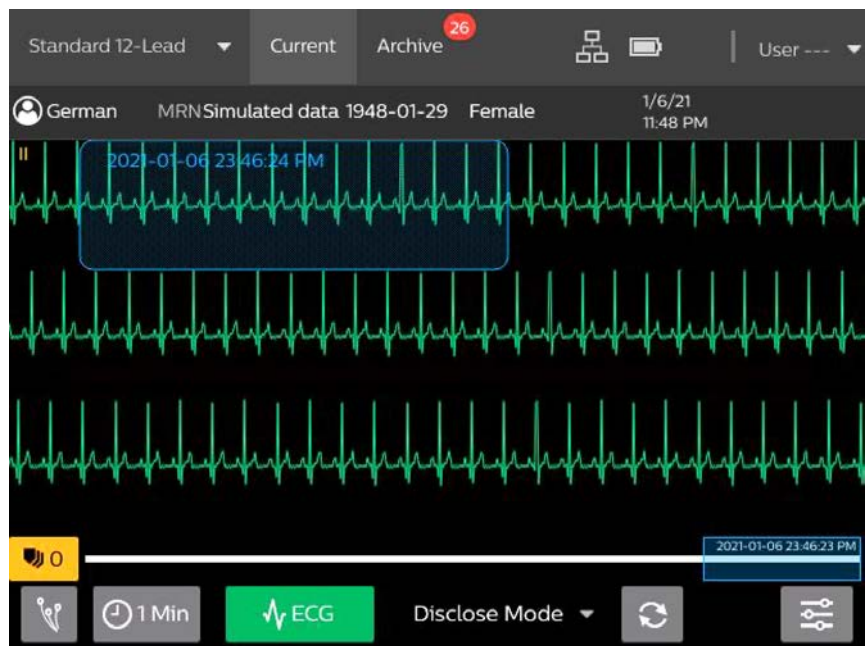 Standard 12-Lead Current Archive 26 User ---
German MRN Simulated data 1948-01-29 Female 1/6/21
11:48 PM
II 2021-01-06 23:46:24 PM
0 2021-01-06 23:46:23 PM
1 Min ECG Disclose Mode